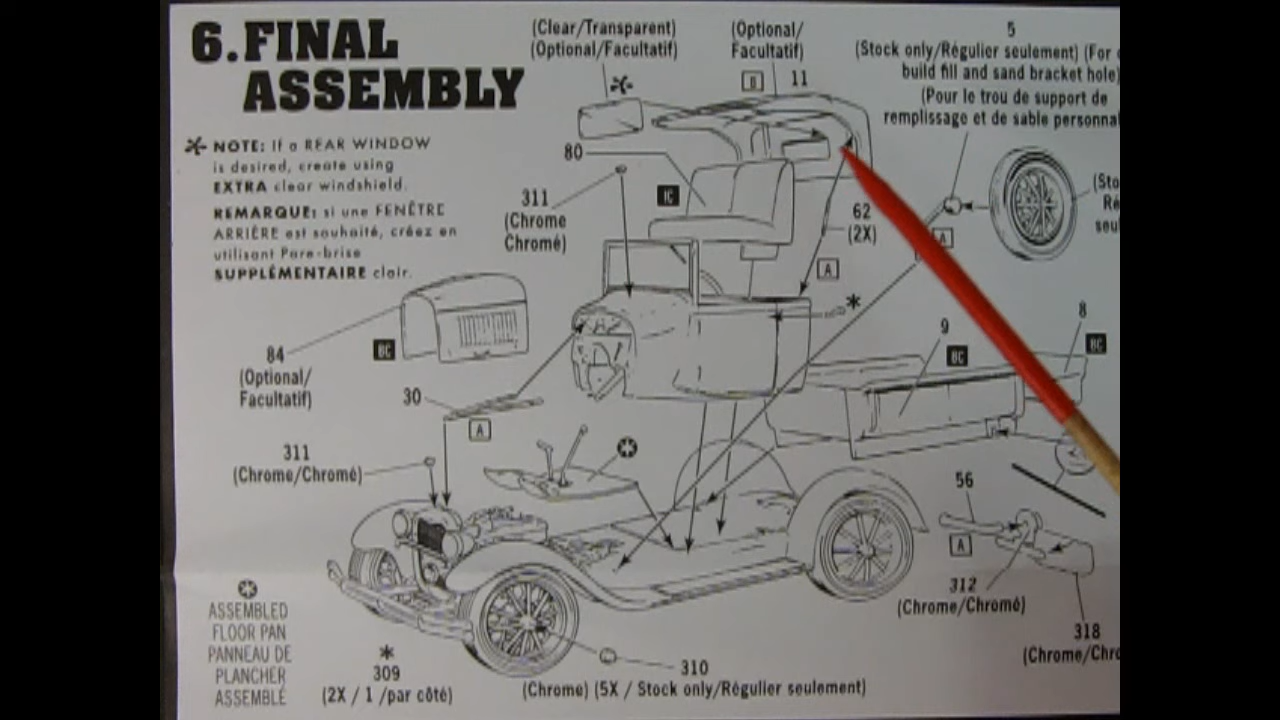 6. FINAL
ASSEMBLY
NOTE: If a REAR WINDOW
is desired, create using
EXTRA clear windshield.
REMARQUE: si une FENÊTRE
ARRIÈRE est souhaité, créez en
utilisant Pare-brise
SUPPLÉMENTAIRE clair.
(Clear/Transparent)
(Optional/Facultatif)
(Optional/
Facultatif)
B
11
5
(Stock only/Régulier seulement) (For
build fill and sand bracket hole)
(Pour le trou de support de
remplissage et de sable
80
IC
311
(Chrome
Chromé)
62
(2X)
A
A
*
84
(Optional/
Facultatif)
BC
30
A
9
BC
8
BC
311
(Chrome/Chromé)
56
A
312
(Chrome/Chromé)
318
ASSEMBLED
FLOOR PAN
PANNEAU DE
PLANCHER
ASSEMBLÉ
*
309
(2X / 1 /par côté)
310
(Chrome) (5X / Stock only/Régulier seulement)